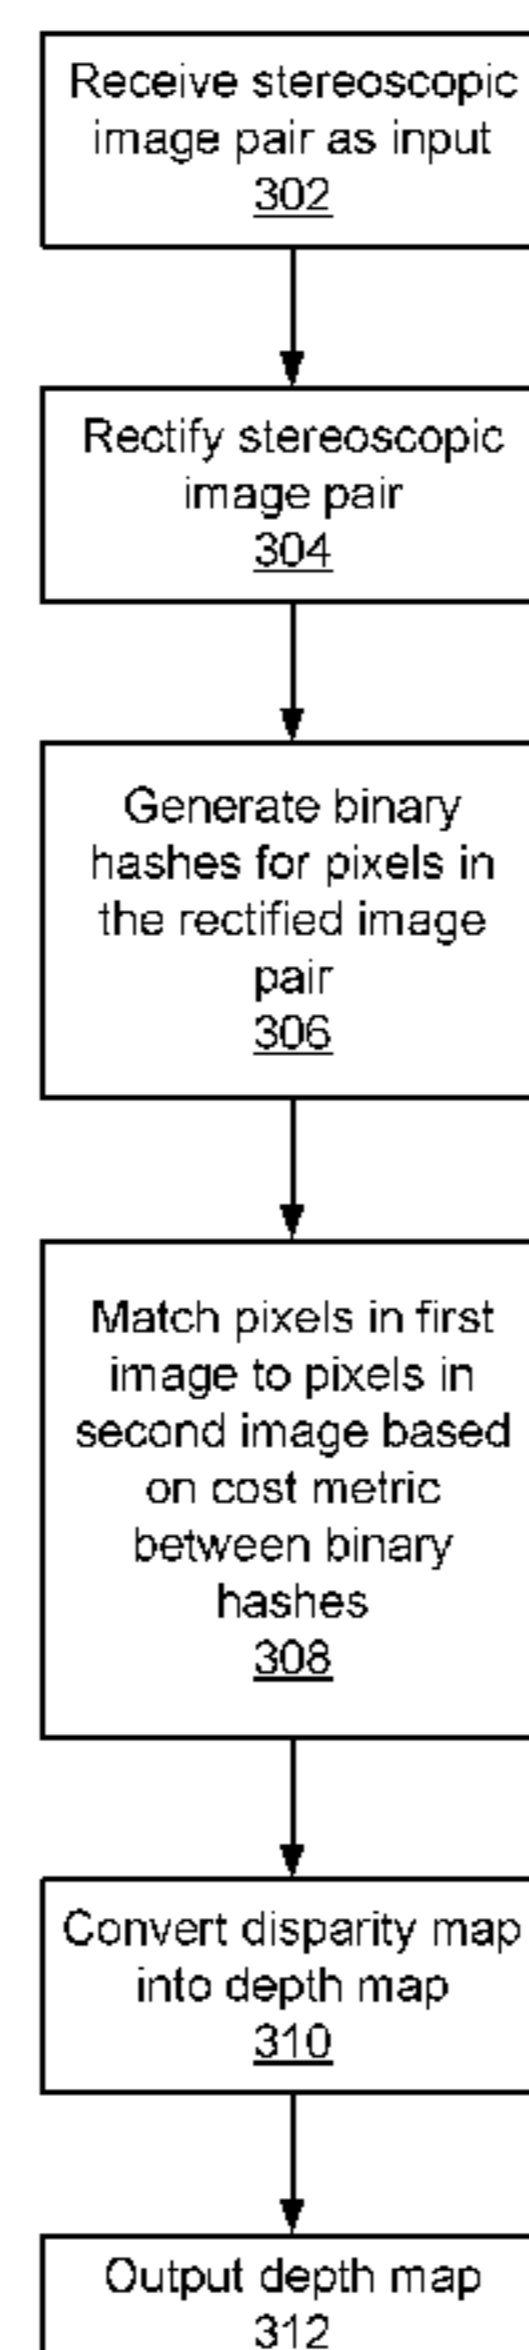 Receive stereoscopic
image pair as input
302
Rectify stereoscopic
image pair
304
Generate binary
hashes for pixels in
the rectified image
pair
306
Match pixels in first
image to pixels in
second image based
on cost metric
between binary
hashes
308
Convert disparity map
into depth map
310
Output depth map
312